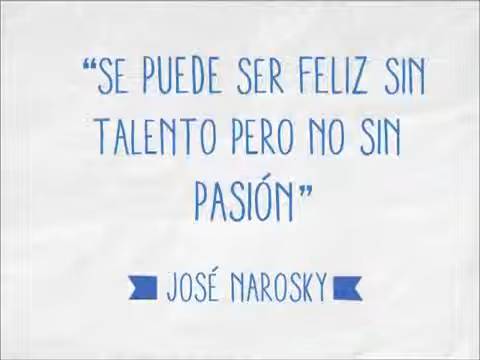 “SE PUEDE SER FELIZ SIN
TALENTO PERO NO SIN
PASIÓN”
JOSÉ NAROSKY